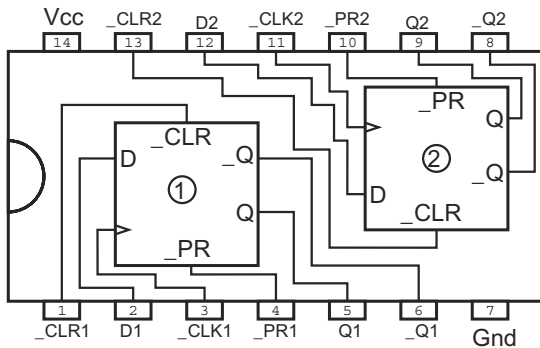 Vcc _CLR2 D2 _CLK2 _PR2 Q2 _Q2
14 13 12 11 10 9 8
_PR
_CLR Q
D _Q 2
1 D _Q
Q _CLR
_PR
1 2 3 4 5 6 7
_CLR1 D1 _CLK1 _PR1 Q1 _Q1 Gnd